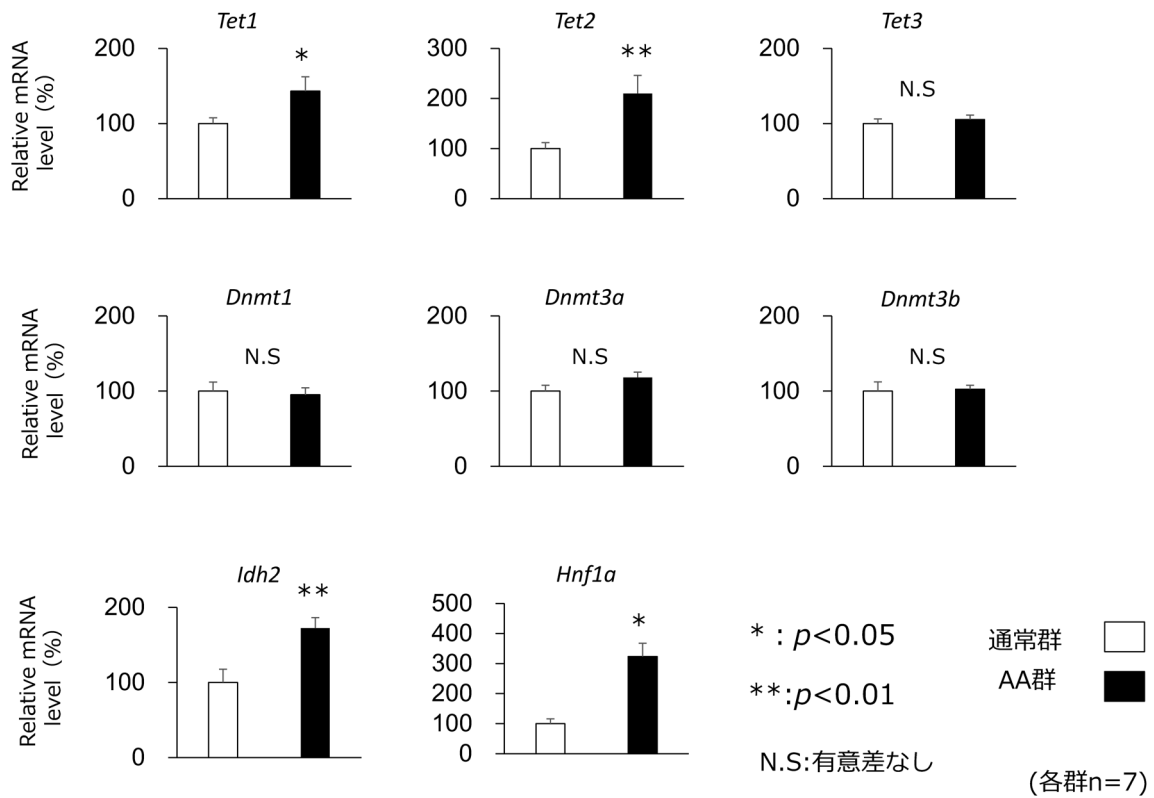 Tet1
Tet2
Tet3
Relative mRNA
level (%)
200
100
0
*
300
200
100
0
**
200
100
0
N.S
Dnmt1
Dnmt3a
Dnmt3b
Relative mRNA
level (%)
200
100
0
N.S
200
100
0
N.S
200
100
0
N.S
Idh2
Hnf1a
Relative mRNA
level (%)
200
100
0
**
500
400
300
200
100
0
*
* : p<0.05
**:p<0.01
N.S:有意差なし
通常群
AA群
(各群n=7)